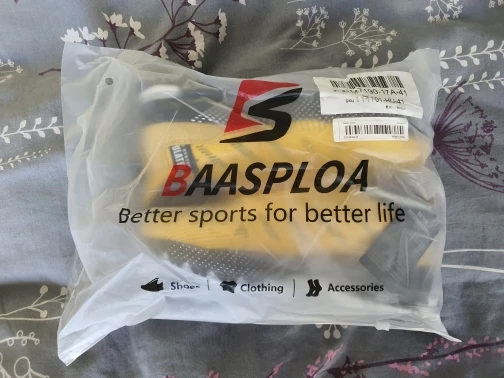 BAASPLOA
Better sports for better life
Shoes | Clothing | Accessories